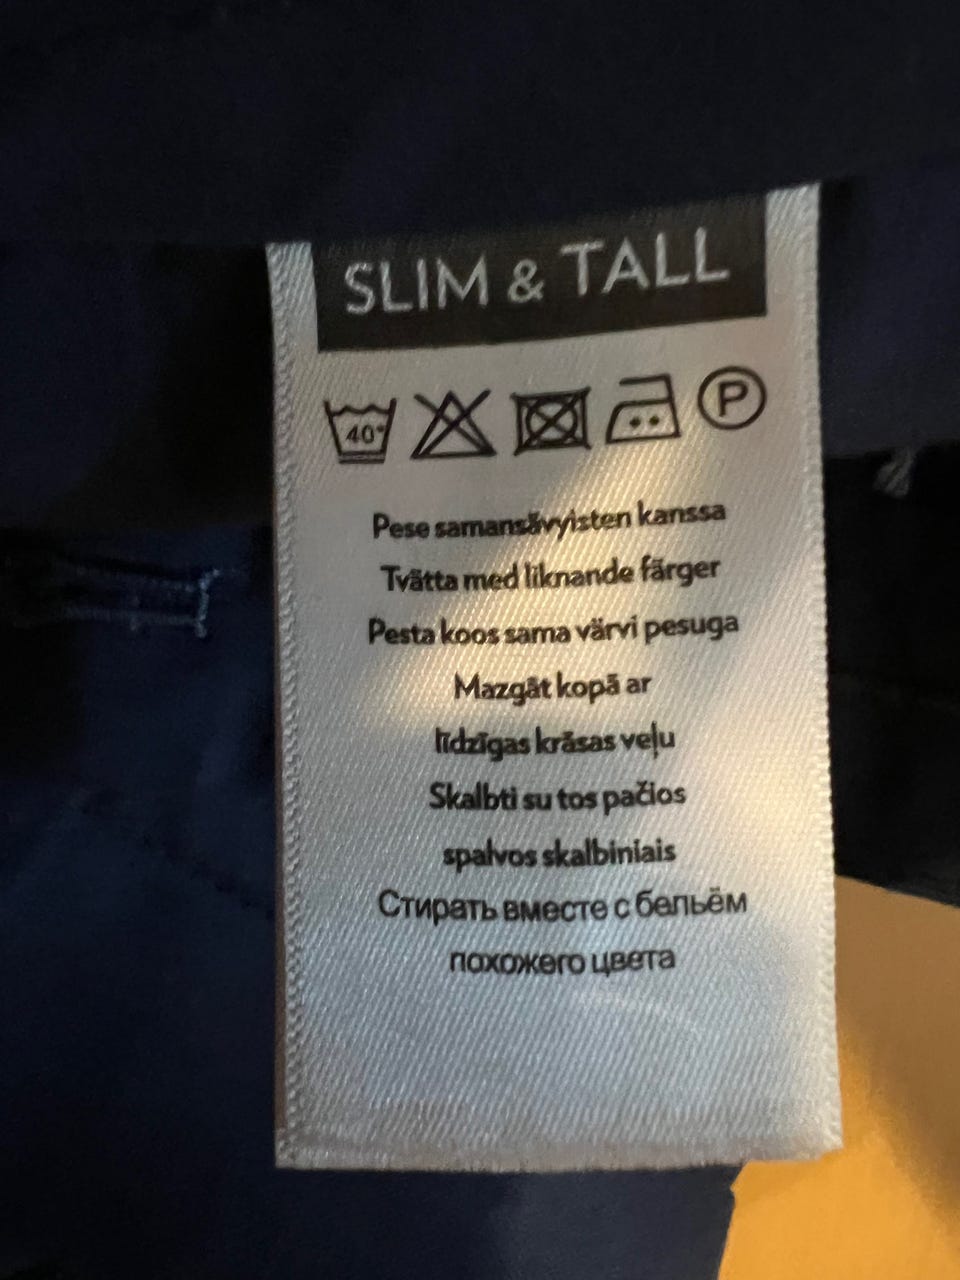 SLIM & TALL
40°
P
Pese samansävyisten kanssa
Tvätta med liknande färger
Pesta koos sama värvi pesuga
Mazgāt kopā ar
līdzīgas krāsas veļu
Skalbti su tos pačios
spalvos skalbiniais
Стирать вместе с бельём
похожего цвета